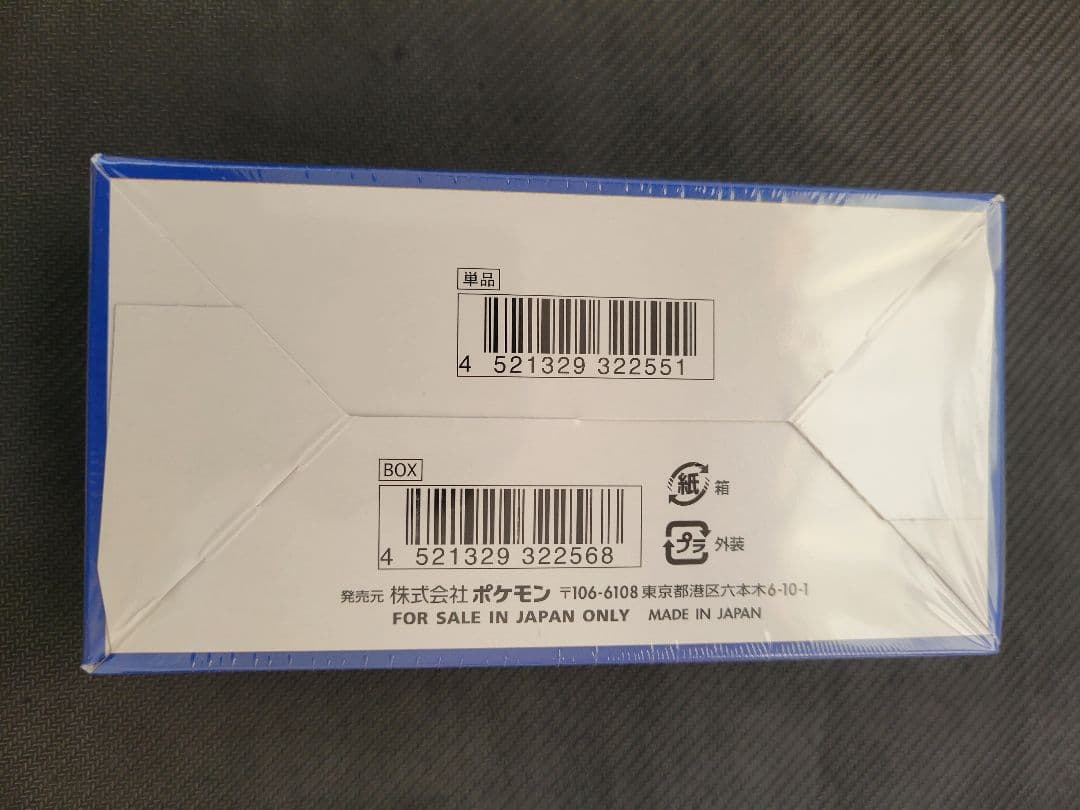 単品
4 521329 322551
BOX
4 521329 322568
紙 箱
プラ 外装
発売元 株式会社ポケモン 〒106-6108 東京都港区六本木6-10-1
FOR SALE IN JAPAN ONLY MADE IN JAPAN